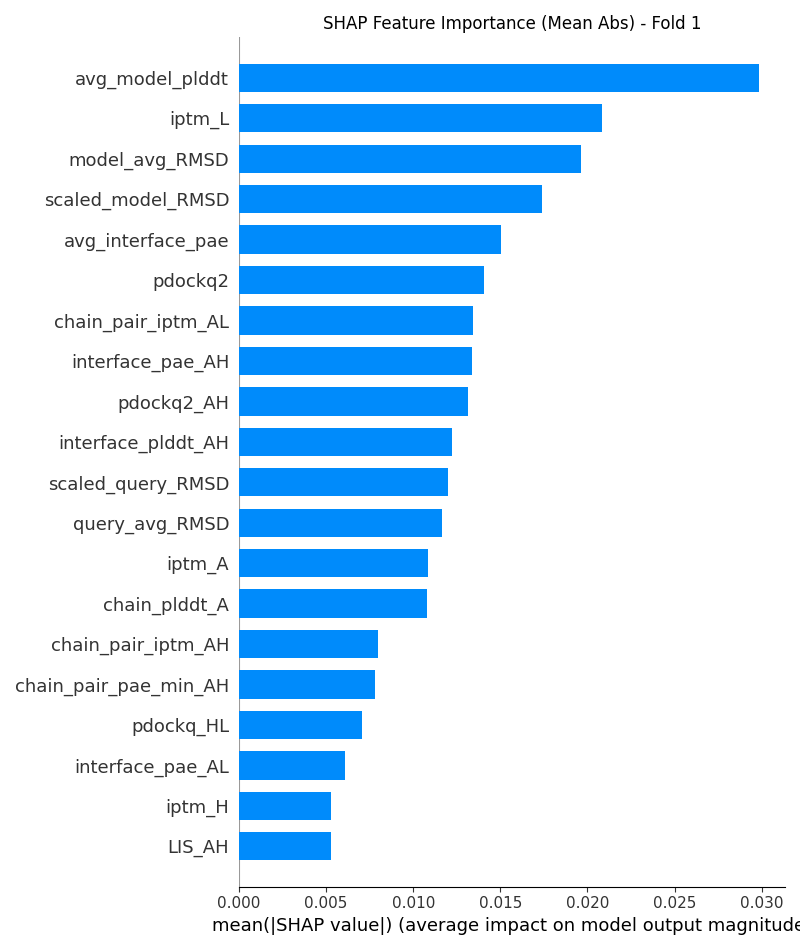 SHAP Feature Importance (Mean Abs) - Fold 1
avg_model_plddt
iptm_L
model_avg_RMSD
scaled_model_RMSD
avg_interface_pae
pdockq2
chain_pair_iptm_AL
interface_pae_AH
pdockq2_AH
interface_plddt_AH
scaled_query_RMSD
query_avg_RMSD
iptm_A
chain_plddt_A
chain_pair_iptm_AH
chain_pair_pae_min_AH
pdockq_HL
interface_pae_AL
iptm_H
LIS_AH
0.000 0.005 0.010 0.015 0.020 0.025 0.030
mean(|SHAP value|) (average impact on model output magnitude